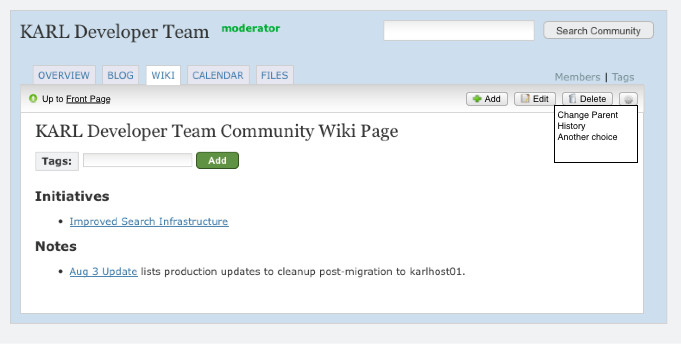 KARL Developer Team moderator Search Community
OVERVIEW BLOG WIKI CALENDAR FILES Members | Tags
Up to Front Page Add Edit Delete
Change Parent
History
Another choice
KARL Developer Team Community Wiki Page
Tags: Add
Initiatives
• Improved Search Infrastructure
Notes
• Aug 3 Update lists production updates to cleanup post-migration to karlhost01.